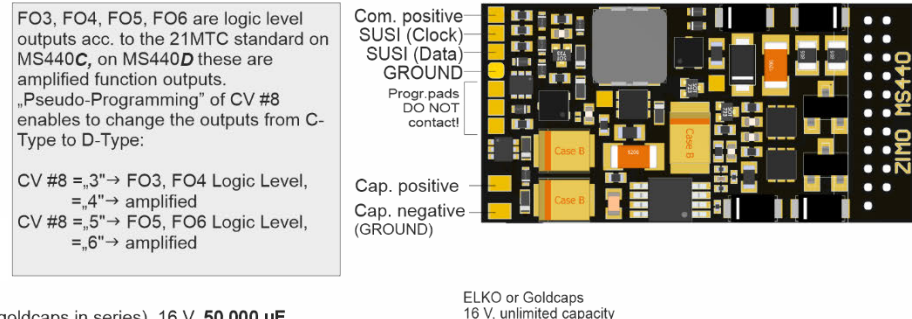 FO3, FO4, FO5, FO6 are logic level
outputs acc. to the 21MTC standard on
MS440C, on MS440D these are
amplified function outputs.
„Pseudo-Programming" of CV #8
enables to change the outputs from C-
Type to D-Type:
CV #8 =„3"→ FO3, FO4 Logic Level,
=„4"→ amplified
CV #8 =„5"→ FO5, FO6 Logic Level,
=„6"→ amplified
Com. positive
SUSI (Clock)
SUSI (Data)
GROUND
Progr.pads
DO NOT
contact!
Cap. positive
Cap. negative
(GROUND)
Case B
Case B
Case B
ZIMO MS440
goldcaps in series), 16 V, 50.000 µF
ELKO or Goldcaps
16 V, unlimited capacity